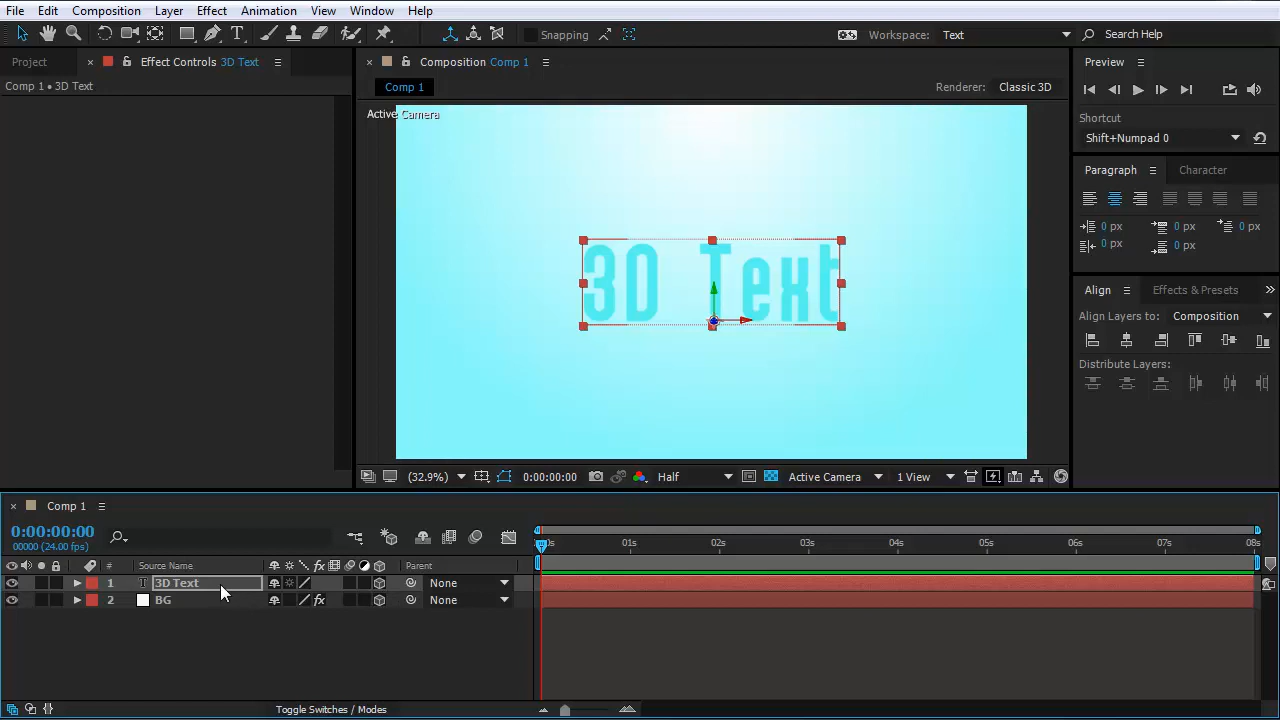 File Edit Composition Layer Effect Animation View Window Help
Snapping
Workspace: Text
Search Help
Project
Effect Controls 3D Text
Comp 1 • 3D Text
Composition Comp 1
Comp 1
Renderer: Classic 3D
Active Camera
3D Text
(32.9%) 0:00:00:00 Half Active Camera 1 View
Preview
Shortcut
Shift+Numpad 0
Paragraph Character
0 px 0 px 0 px
0 px 0 px
Align Effects & Presets
Align Layers to: Composition
Distribute Layers:
Comp 1
0:00:00:00
00000 (24.00 fps)
# Source Name Parent
1 T 3D Text None
2 BG fx None
0s 01s 02s 03s 04s 05s 06s 07s 08s
Toggle Switches / Modes